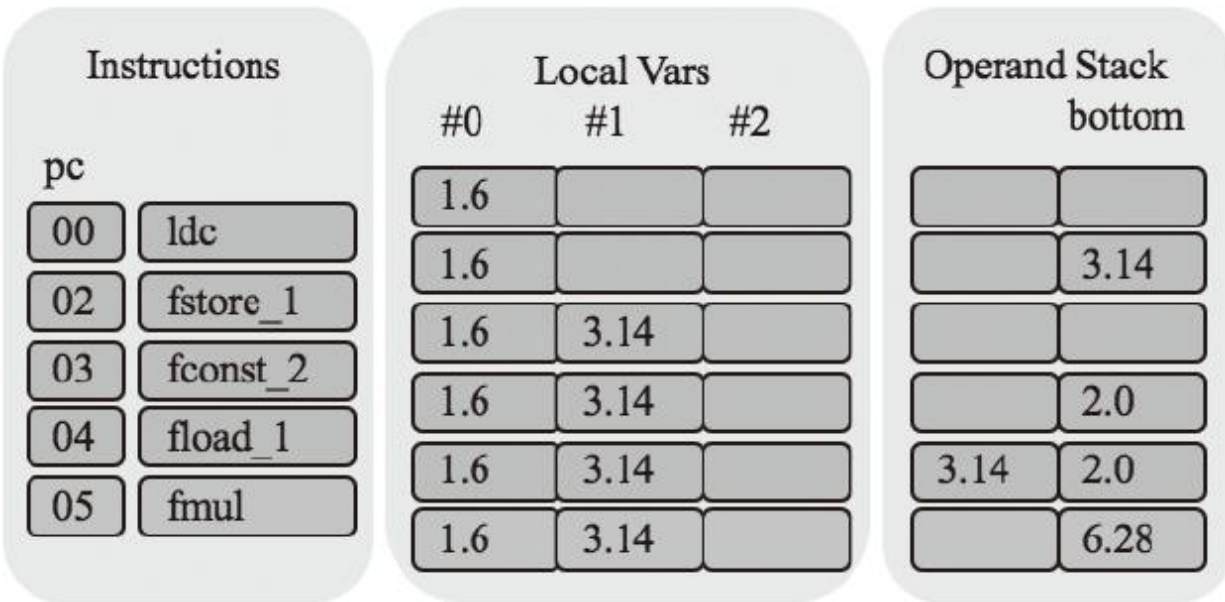 Instructions
pc
00 ldc
02 fstore_1
03 fconst_2
04 fload_1
05 fmul
Local Vars
#0 #1 #2
1.6
1.6
1.6 3.14
1.6 3.14
1.6 3.14
1.6 3.14
Operand Stack
bottom
3.14
2.0
3.14 2.0
6.28